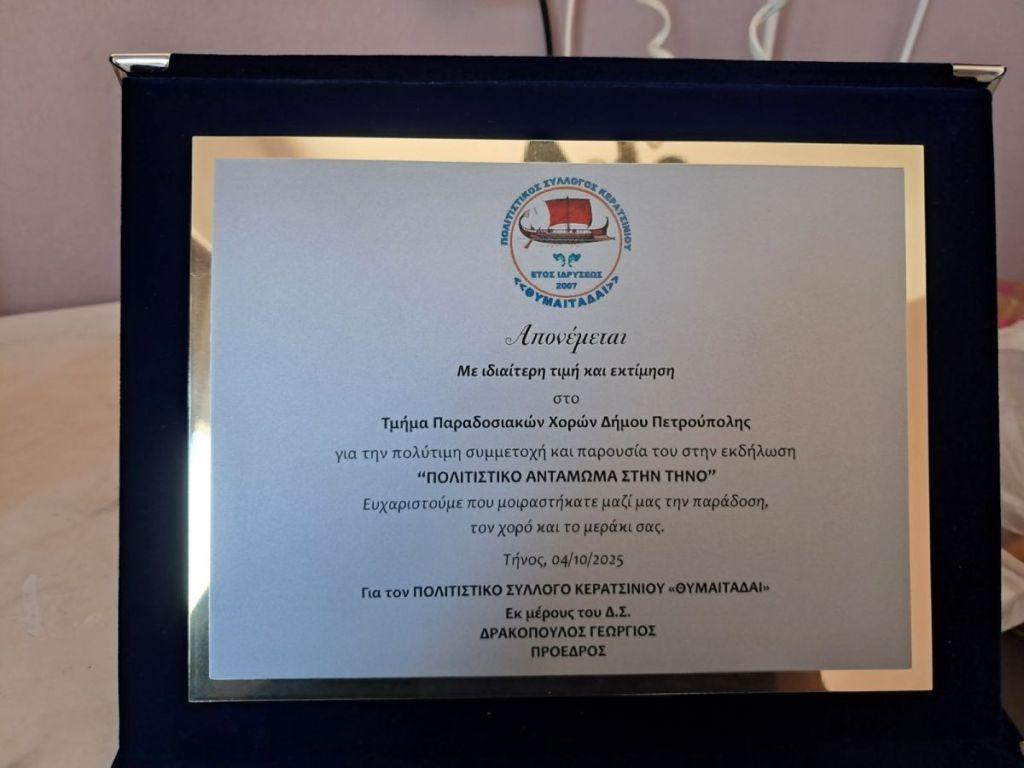 ΠΟΛΙΤΙΣΤΙΚΟΣ ΣΥΛΛΟΓΟΣ ΚΕΡΑΤΣΙΝΙΟΥ
ΕΤΟΣ ΙΔΡΥΣΕΩΣ
2007
<<ΘΥΜΑΙΤΑΔΑΙ>>
Απονέμεται
Με ιδιαίτερη τιμή και εκτίμηση
στο
Τμήμα Παραδοσιακών Χορών Δήμου Πετρούπολης
για την πολύτιμη συμμετοχή και παρουσία του στην εκδήλωση
“ΠΟΛΙΤΙΣΤΙΚΟ ΑΝΤΑΜΩΜΑ ΣΤΗΝ ΤΗΝΟ”
Ευχαριστούμε που μοιραστήκατε μαζί μας την παράδοση,
τον χορό και το μεράκι σας.
Τήνος, 04/10/2025
Για τον ΠΟΛΙΤΙΣΤΙΚΟ ΣΥΛΛΟΓΟ ΚΕΡΑΤΣΙΝΙΟΥ «ΘΥΜΑΙΤΑΔΑΙ»
Εκ μέρους του Δ.Σ.
ΔΡΑΚΟΠΟΥΛΟΣ ΓΕΩΡΓΙΟΣ
ΠΡΟΕΔΡΟΣ